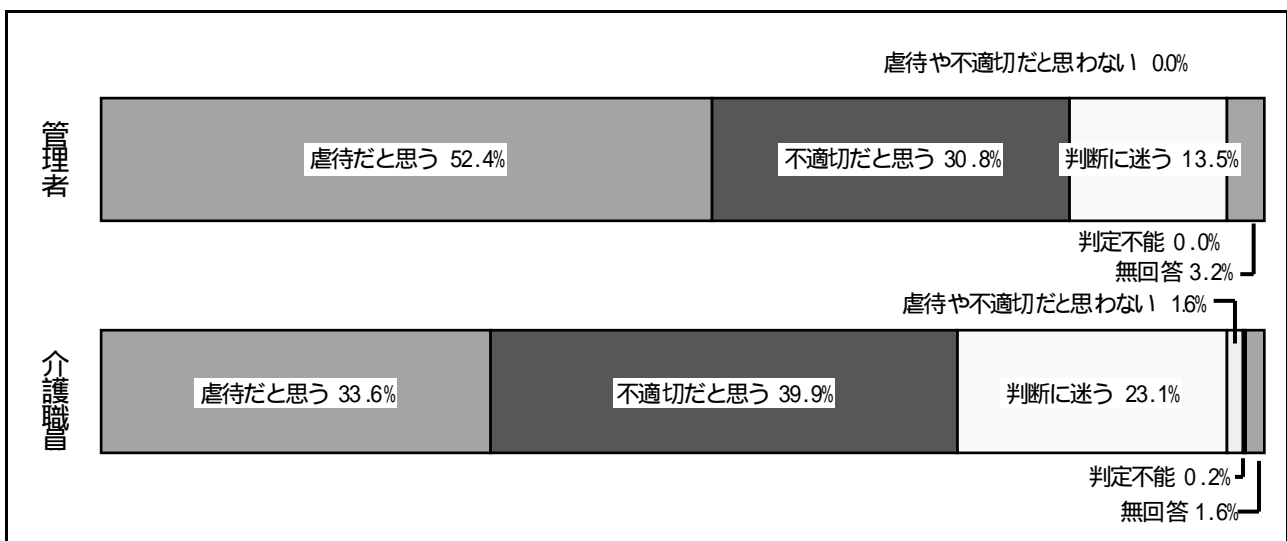 虐待や不適切だと思わない 0.0%
管理者
虐待だと思う 52.4%
不適切だと思う 30.8%
判断に迷う 13.5%
判定不能 0.0%
無回答 3.2%
虐待や不適切だと思わない 1.6%
介護職員
虐待だと思う 33.6%
不適切だと思う 39.9%
判断に迷う 23.1%
判定不能 0.2%
無回答 1.6%